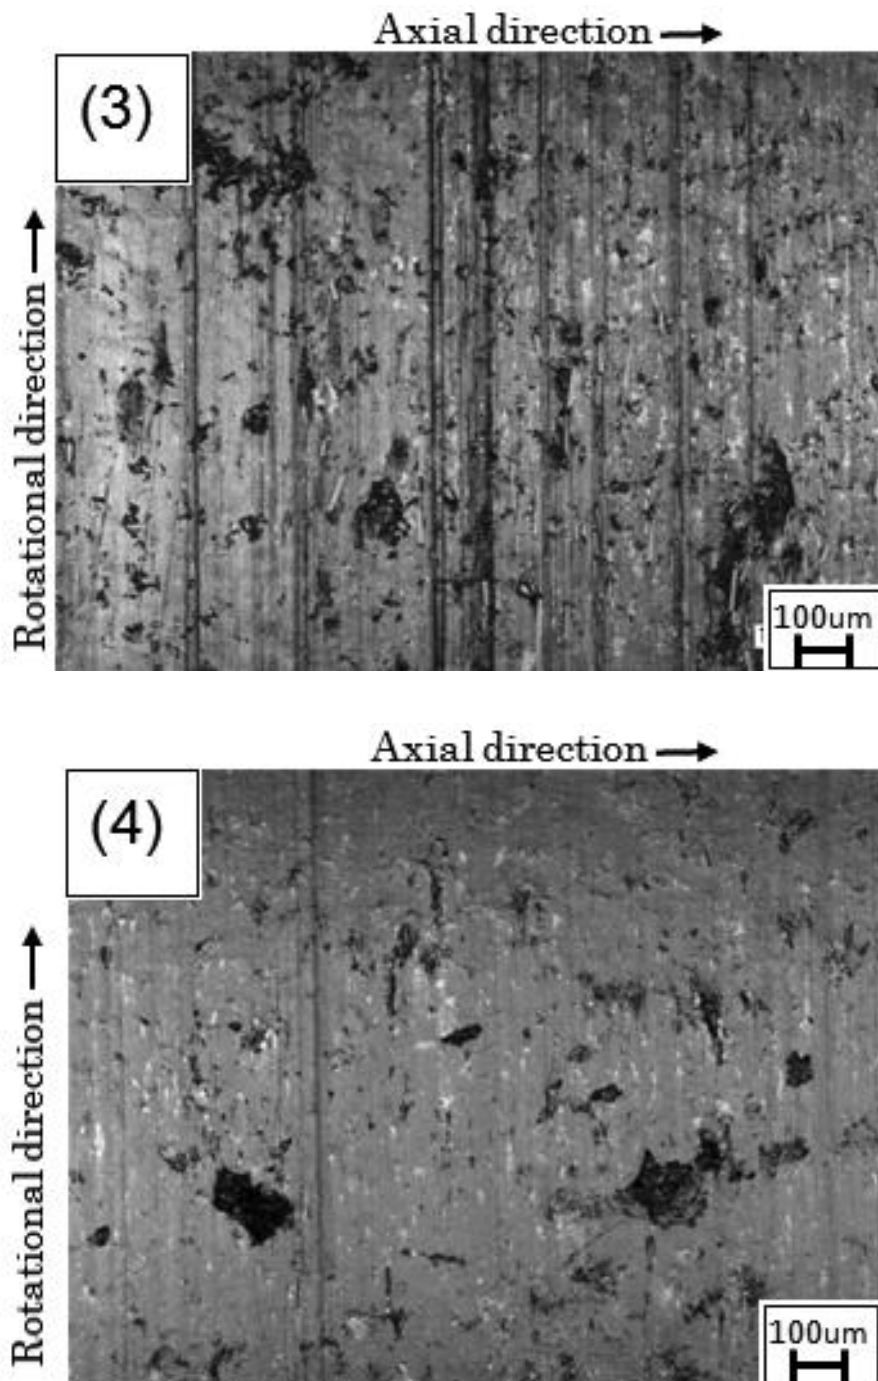 Axial direction
(3)
Rotational direction
100um
Axial direction
(4)
Rotational direction
100um